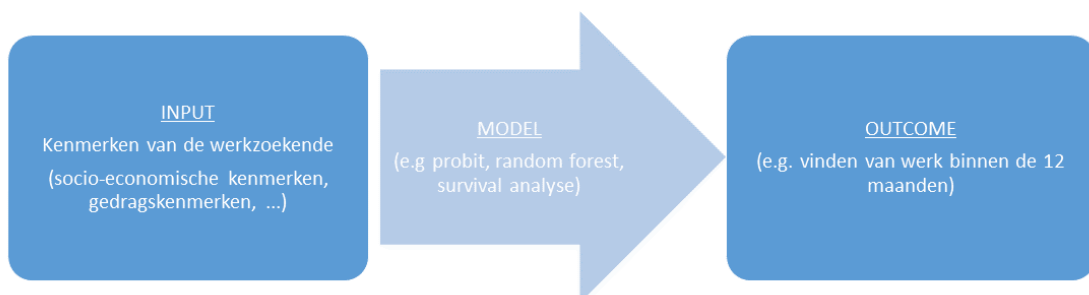 INPUT
Kenmerken van de werkzoekende
(socio-economische kenmerken,
gedragskenmerken, ...)
MODEL
(e.g probit, random forest,
survival analyse)
OUTCOME
(e.g. vinden van werk binnen de 12
maanden)